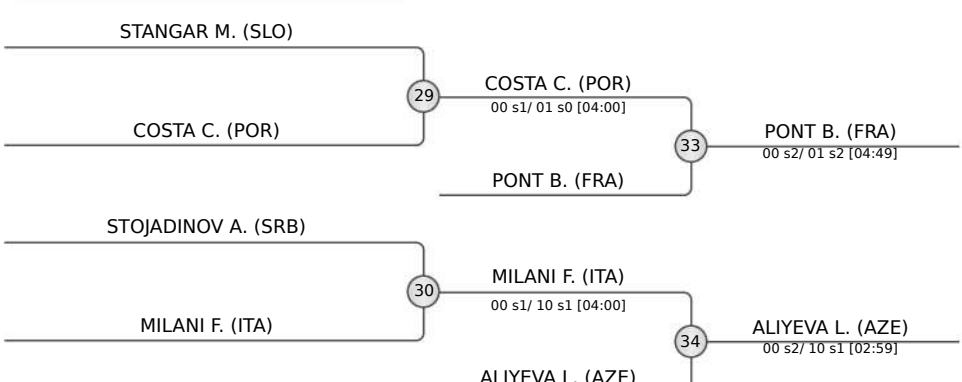 STANGAR M. (SLO)
29
COSTA C. (POR)
00 s1/ 01 s0 [04:00]
COSTA C. (POR)
33
PONT B. (FRA)
00 s2/ 01 s2 [04:49]
PONT B. (FRA)
STOJADINOV A. (SRB)
30
MILANI F. (ITA)
00 s1/ 10 s1 [04:00]
MILANI F. (ITA)
34
ALIYEVA L. (AZE)
00 s2/ 10 s1 [02:59]
ALIYEVA L. (AZE)